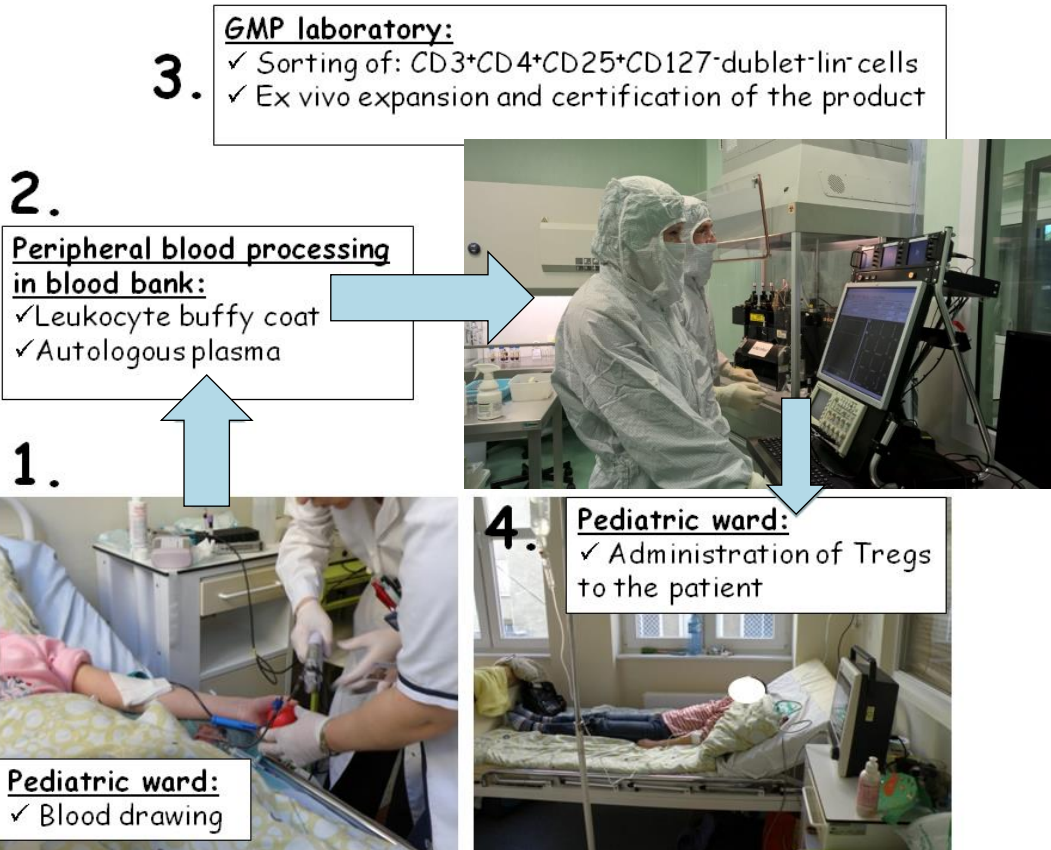 3.
GMP laboratory:
✓ Sorting of: CD3⁺CD4⁺CD25⁺CD127⁻dublet⁻lin⁻ cells
✓ Ex vivo expansion and certification of the product
2.
Peripheral blood processing
in blood bank:
✓Leukocyte buffy coat
✓Autologous plasma
1.
Pediatric ward:
✓ Blood drawing
4.
Pediatric ward:
✓ Administration of Tregs
to the patient